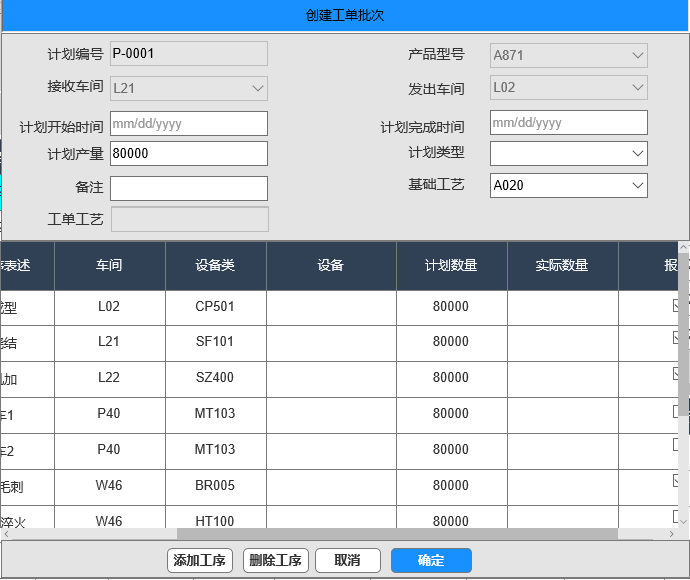 创建工单批次
计划编号 P-0001 产品型号 A871
接收车间 L21 发出车间 L02
计划开始时间 mm/dd/yyyy 计划完成时间 mm/dd/yyyy
计划产量 80000 计划类型
备注 基础工艺 A020
工单工艺
表述 车间 设备类 设备 计划数量 实际数量 报
型 L02 CP501 80000
结 L21 SF101 80000
加 L22 SZ400 80000
车1 P40 MT103 80000
车2 P40 MT103 80000
毛刺 W46 BR005 80000
淬火 W46 HT100 80000
添加工序 删除工序 取消 确定